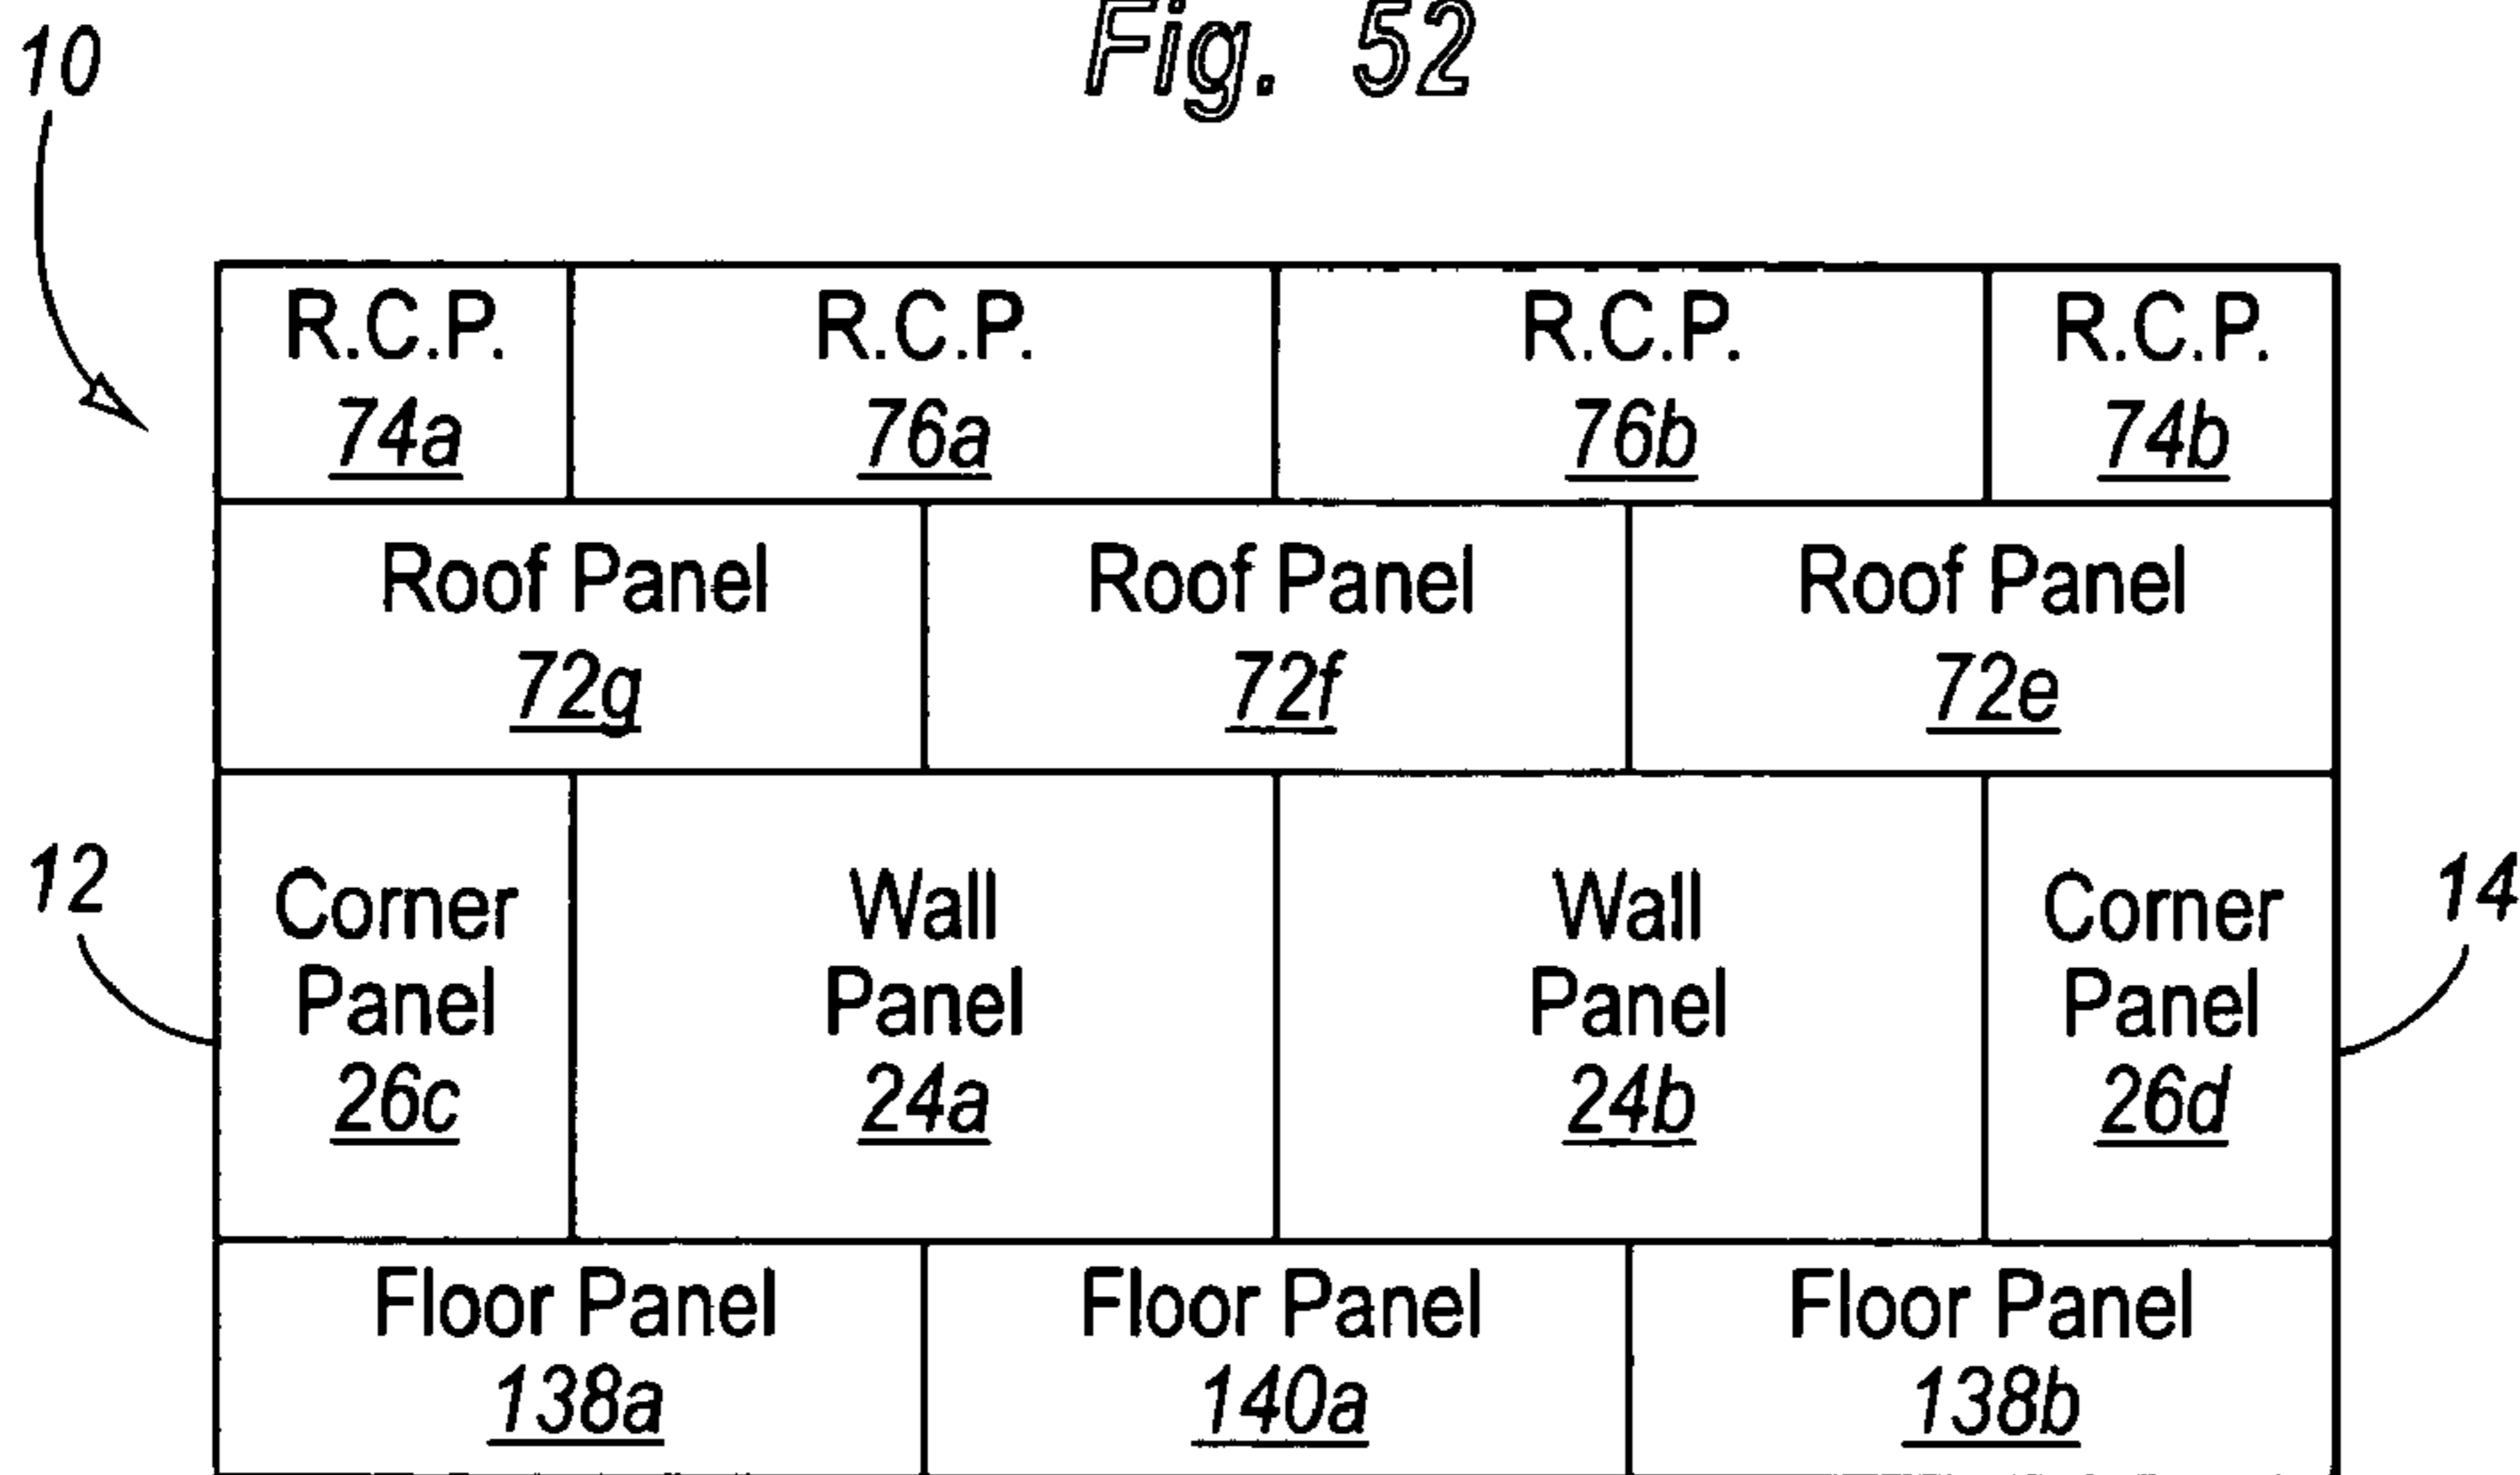 Fig. 52
10
R.C.P. R.C.P. R.C.P. R.C.P.
74a 76a 76b 74b
Roof Panel Roof Panel Roof Panel
72g 72f 72e
12
14
Corner Wall Wall Corner
Panel Panel Panel Panel
26c 24a 24b 26d
Floor Panel Floor Panel Floor Panel
138a 140a 138b